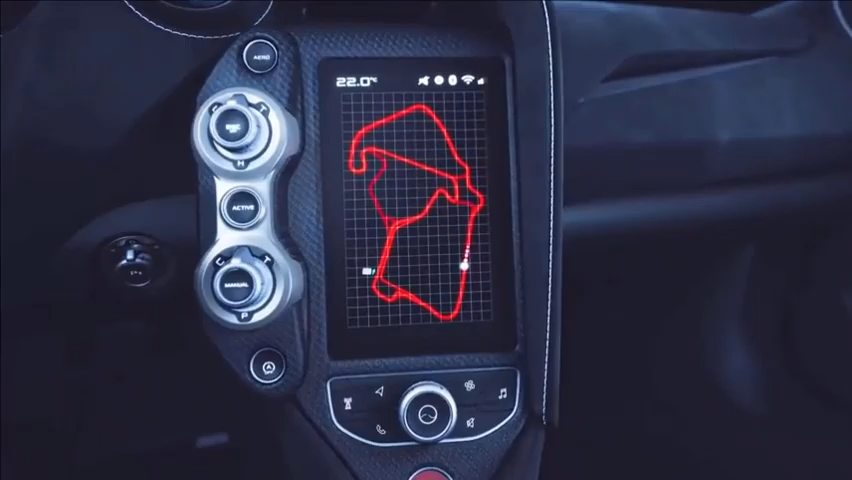 AERO
22.0°C
C T
H
ACTIVE
C T
MANUAL
P